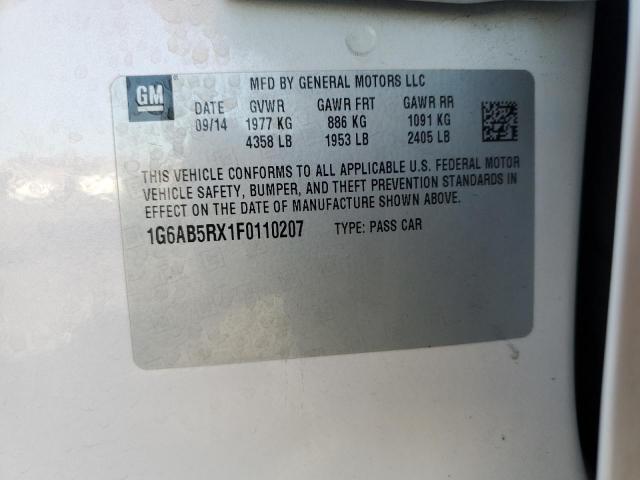 GM
MFD BY GENERAL MOTORS LLC
DATE GVWR GAWR FRT GAWR RR
09/14 1977 KG 886 KG 1091 KG
4358 LB 1953 LB 2405 LB
THIS VEHICLE CONFORMS TO ALL APPLICABLE U.S. FEDERAL MOTOR
VEHICLE SAFETY, BUMPER, AND THEFT PREVENTION STANDARDS IN
EFFECT ON THE DATE OF MANUFACTURE SHOWN ABOVE.
1G6AB5RX1F0110207 TYPE: PASS CAR